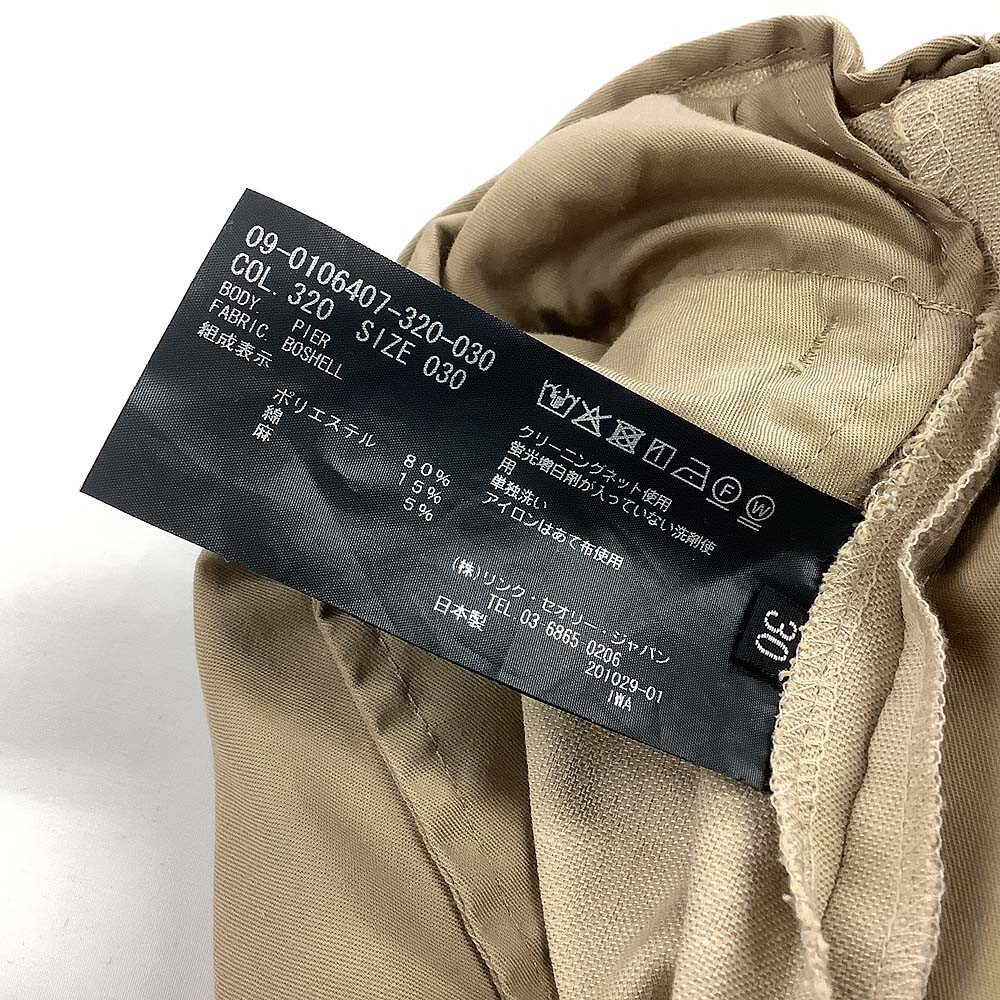 09-0106407-320-030
COL. 320 SIZE 030
BODY. PIER
FABRIC. BOSHELL
組成表示
ポリエステル 80%
綿 15%
麻 5%
F W
クリーニングネット使用
蛍光増白剤が入っていない洗剤使
用
単独洗い
アイロンはあて布使用
(株)リンク・セオリー・ジャパン
TEL 03 6865 0206
日本製
201029-01
IWA
30